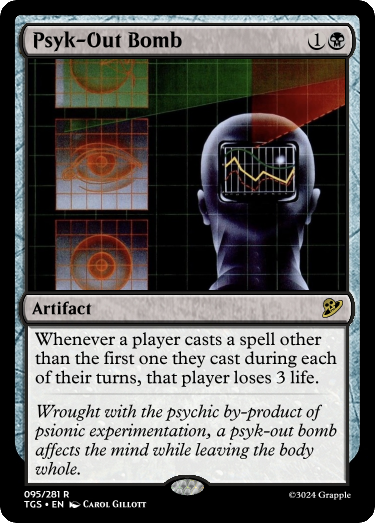 Psyk-Out Bomb 1
Artifact
Whenever a player casts a spell other
than the first one they cast during each
of their turns, that player loses 3 life.
Wrought with the psychic by-product of
psionic experimentation, a psyk-out bomb
affects the mind while leaving the body
whole.
095/281 R
TGS • EN Carol Gillott
©3024 Grapple